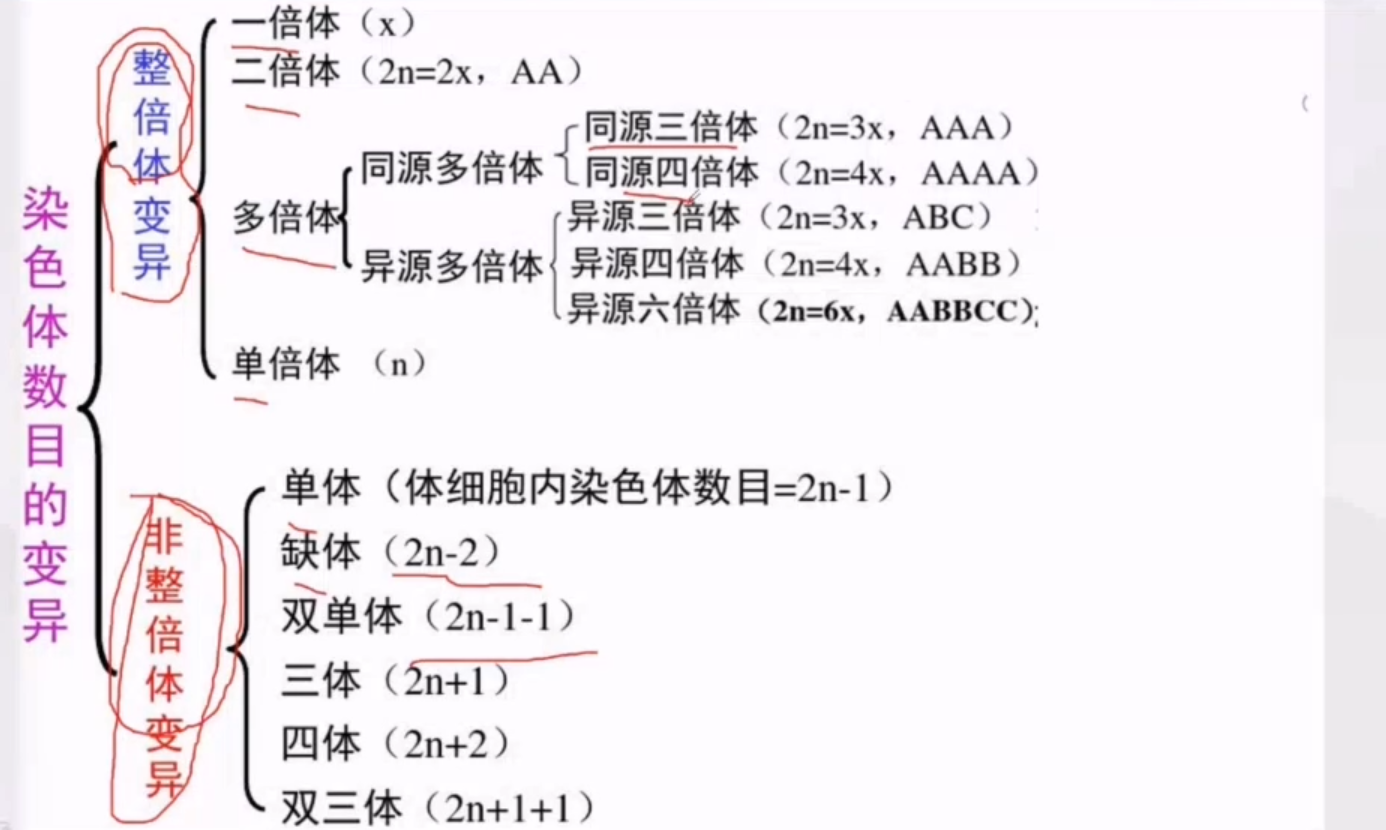 染色体数目的变异
整倍体变异
一倍体（x）
二倍体（2n=2x，AA）
多倍体
同源多倍体
同源三倍体（2n=3x，AAA）
同源四倍体（2n=4x，AAAA）
异源多倍体
异源三倍体（2n=3x，ABC）
异源四倍体（2n=4x，AABB）
异源六倍体（2n=6x，AABBCC）;
单倍体 （n）
非整倍体变异
单体（体细胞内染色体数目=2n-1）
缺体（2n-2）
双单体（2n-1-1）
三体（2n+1）
四体（2n+2）
双三体（2n+1+1）